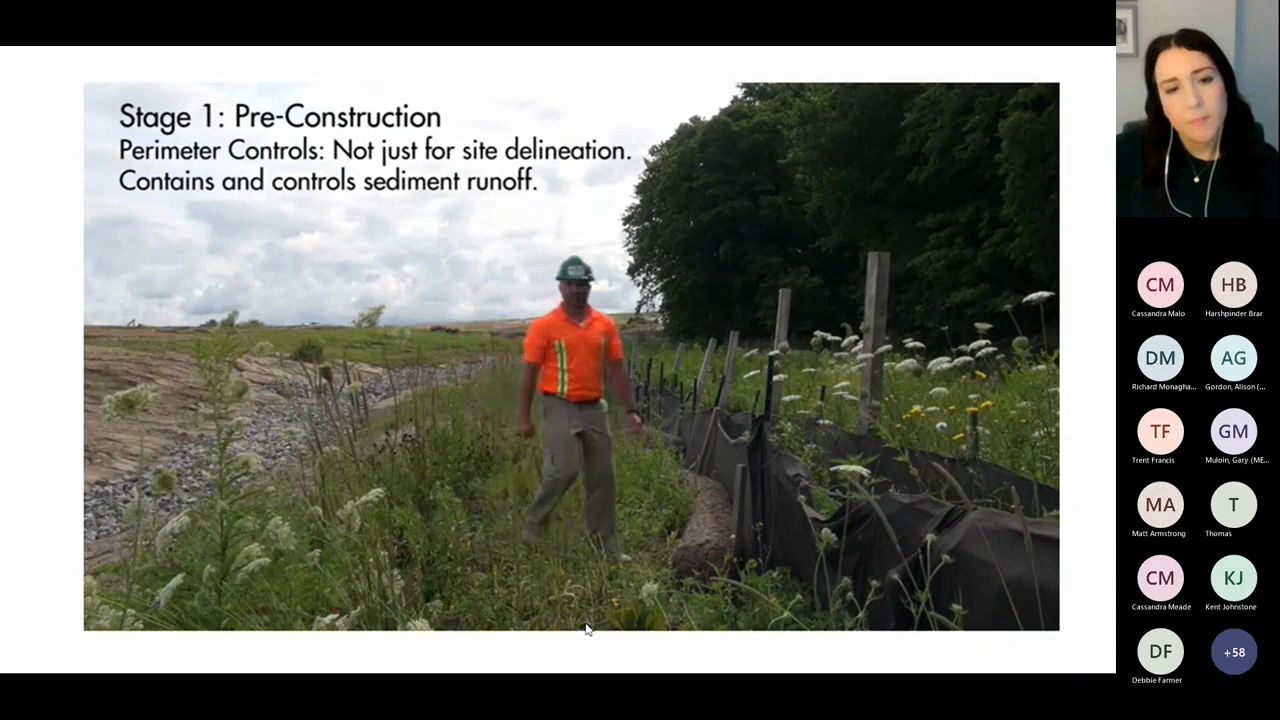 Stage 1: Pre-Construction
Perimeter Controls: Not just for site delineation.
Contains and controls sediment runoff.
CM
HB
Cassandra Malo
Harshpinder Brar
DM
AG
Richard Monagha...
Gordon, Alison (...
TF
GM
Trent Francis
Muloin, Gary (ME...
MA
T
Matt Armstrong
Thomas
CM
KJ
Cassandra Meade
Kent Johnstone
DF
+58
Debbie Farmer